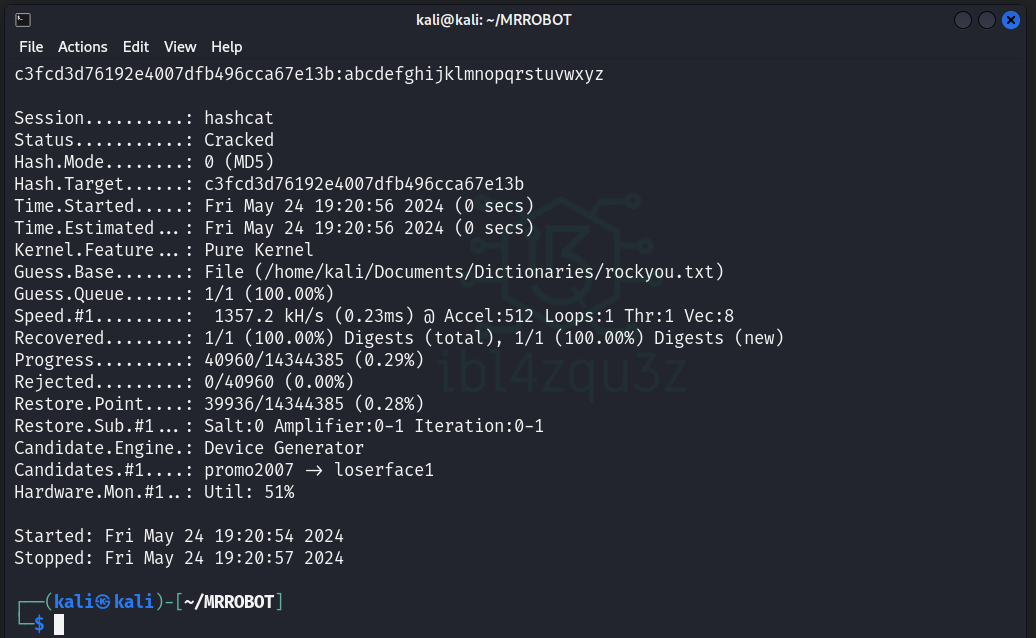 kali@kali: ~/MRROBOT
File Actions Edit View Help
c3fcd3d76192e4007dfb496cca67e13b:abcdefghijklmnopqrstuvwxyz
Session..........: hashcat
Status...........: Cracked
Hash.Mode........: 0 (MD5)
Hash.Target......: c3fcd3d76192e4007dfb496cca67e13b
Time.Started.....: Fri May 24 19:20:56 2024 (0 secs)
Time.Estimated...: Fri May 24 19:20:56 2024 (0 secs)
Kernel.Feature...: Pure Kernel
Guess.Base.......: File (/home/kali/Documents/Dictionaries/rockyou.txt)
Guess.Queue......: 1/1 (100.00%)
Speed.#1.........:  1357.2 kH/s (0.23ms) @ Accel:512 Loops:1 Thr:1 Vec:8
Recovered........: 1/1 (100.00%) Digests (total), 1/1 (100.00%) Digests (new)
Progress.........: 40960/14344385 (0.29%)
Rejected.........: 0/40960 (0.00%)
Restore.Point....: 39936/14344385 (0.28%)
Restore.Sub.#1...: Salt:0 Amplifier:0-1 Iteration:0-1
Candidate.Engine.: Device Generator
Candidates.#1....: promo2007 -> loserface1
Hardware.Mon.#1..: Util: 51%
Started: Fri May 24 19:20:54 2024
Stopped: Fri May 24 19:20:57 2024
┌──(kali㉿kali)-[~/MRROBOT]
└─$
ibl4zqu3z